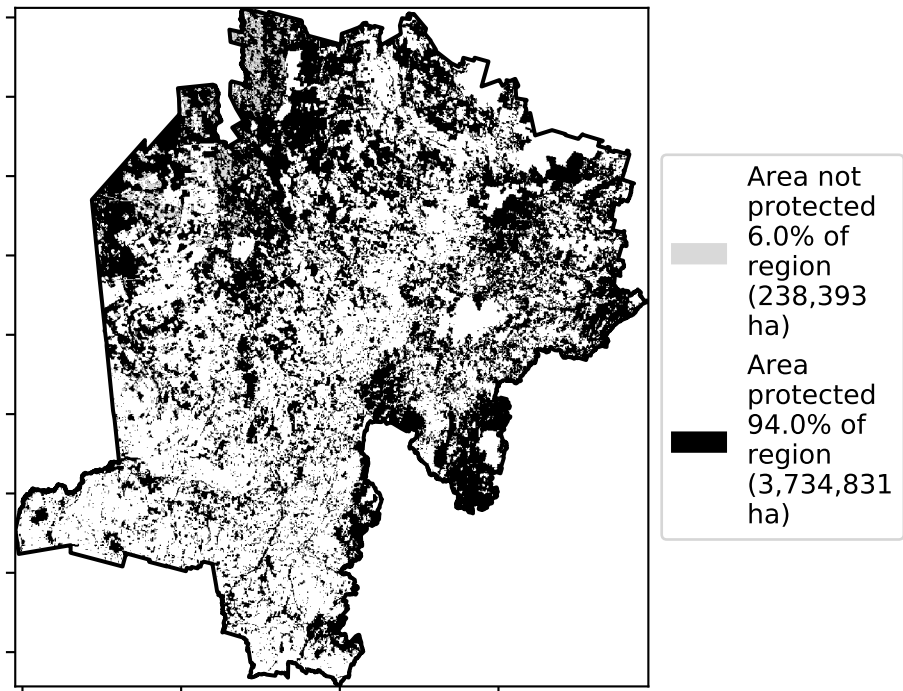 Area not
protected
6.0% of
region
(238,393
ha)
Area
protected
94.0% of
region
(3,734,831
ha)